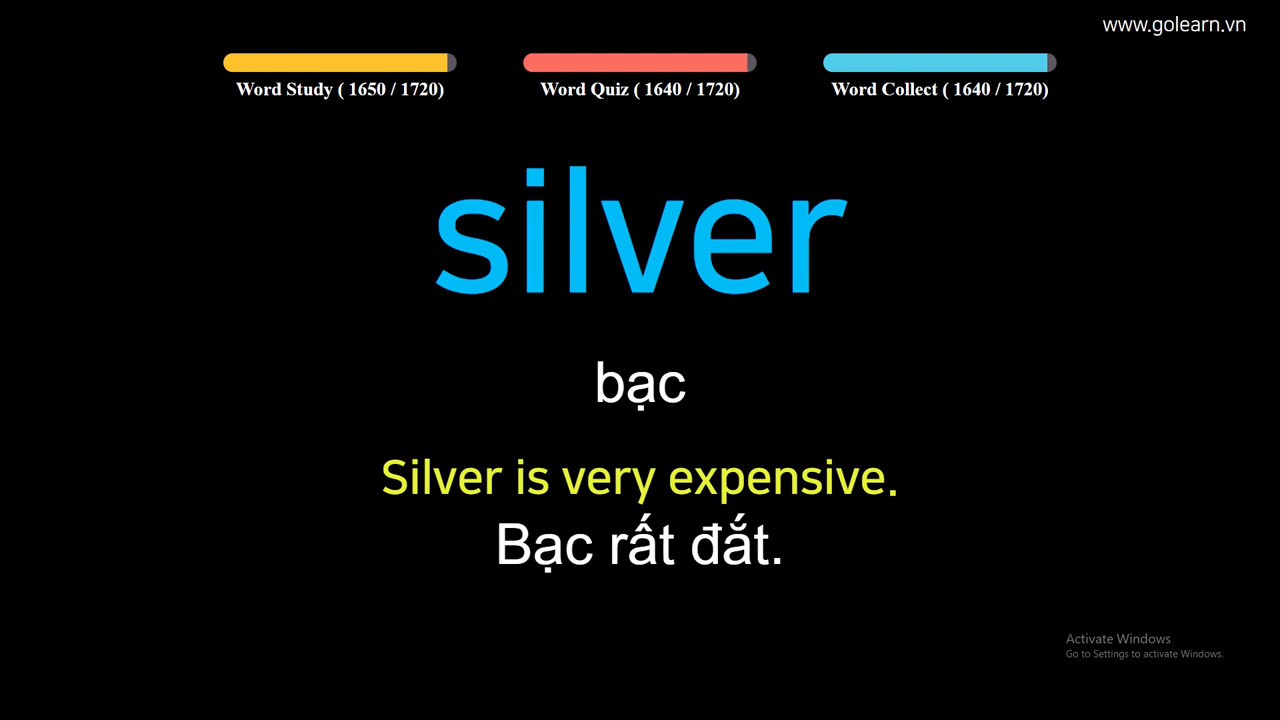 www.golearn.vn
Word Study ( 1650 / 1720)
Word Quiz ( 1640 / 1720)
Word Collect ( 1640 / 1720)
silver
bạc
Silver is very expensive.
Bạc rất đắt.
Activate Windows
Go to Settings to activate Windows.